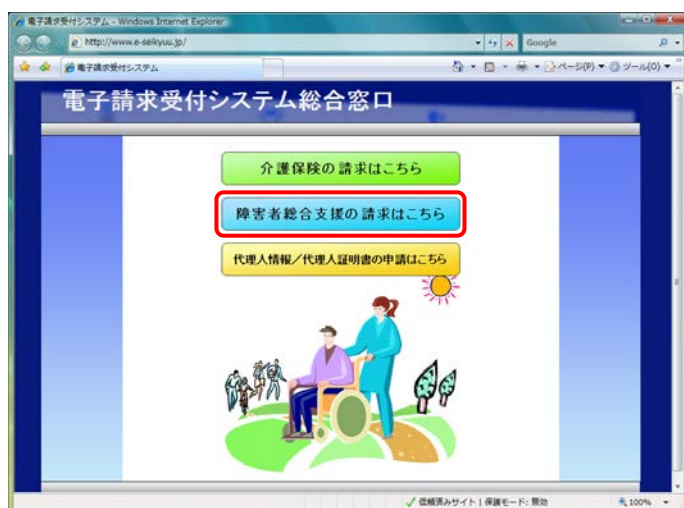 電子請求受付システム - Windows Internet Explorer
http://www.e-seikyuu.jp/
Google
電子請求受付システム
ページ(P)
ツール(O)
電子請求受付システム総合窓口
介護保険の請求はこちら
障害者総合支援の請求はこちら
代理人情報／代理人証明書の申請はこちら
信頼済みサイト | 保護モード: 無効
100%